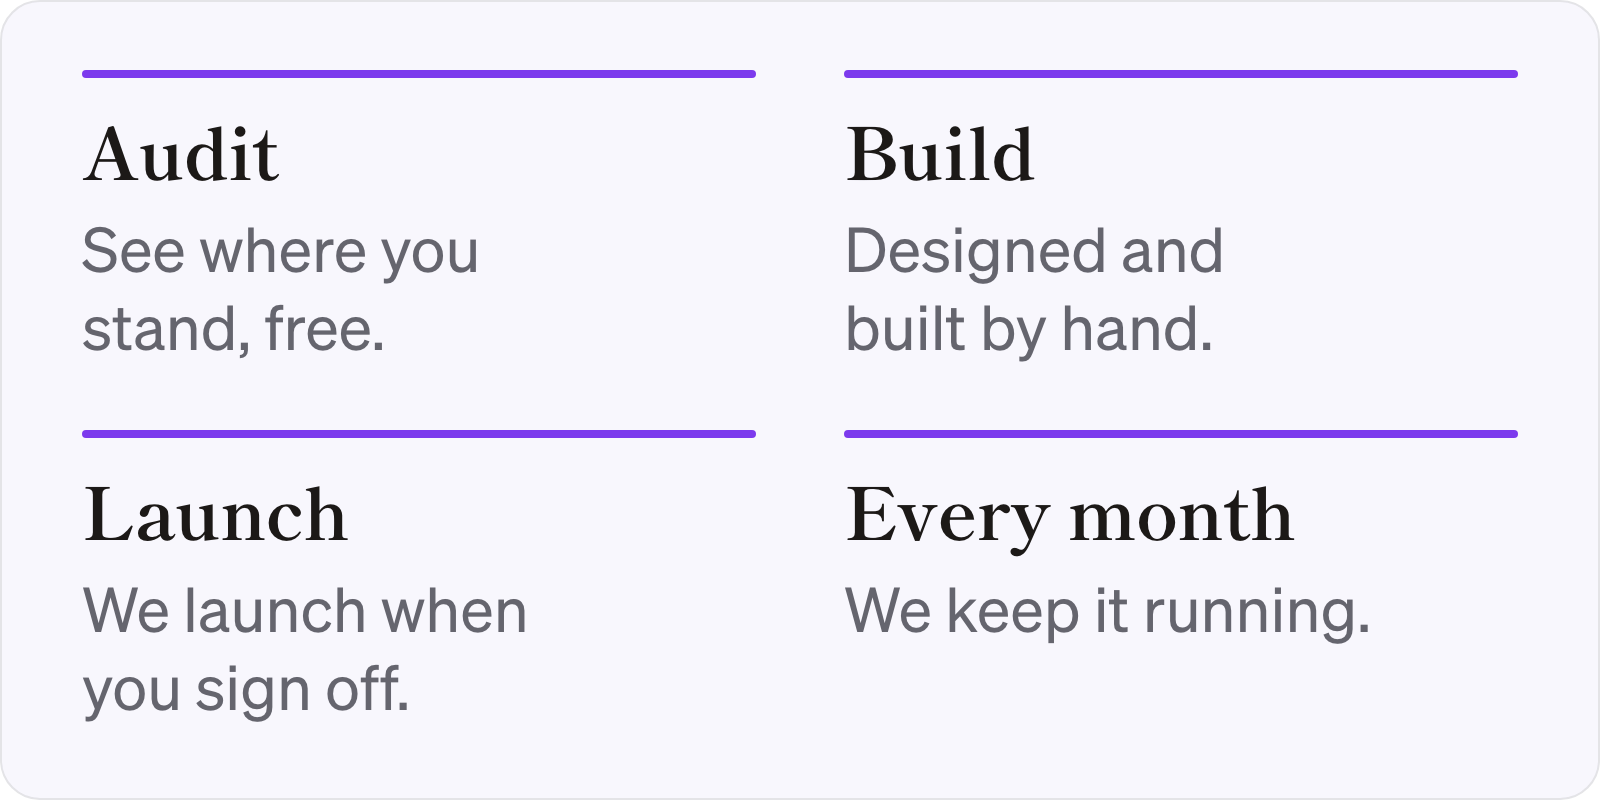 Audit
See where you
stand, free.
Build
Designed and
built by hand.
Launch
We launch when
you sign off.
Every month
We keep it running.